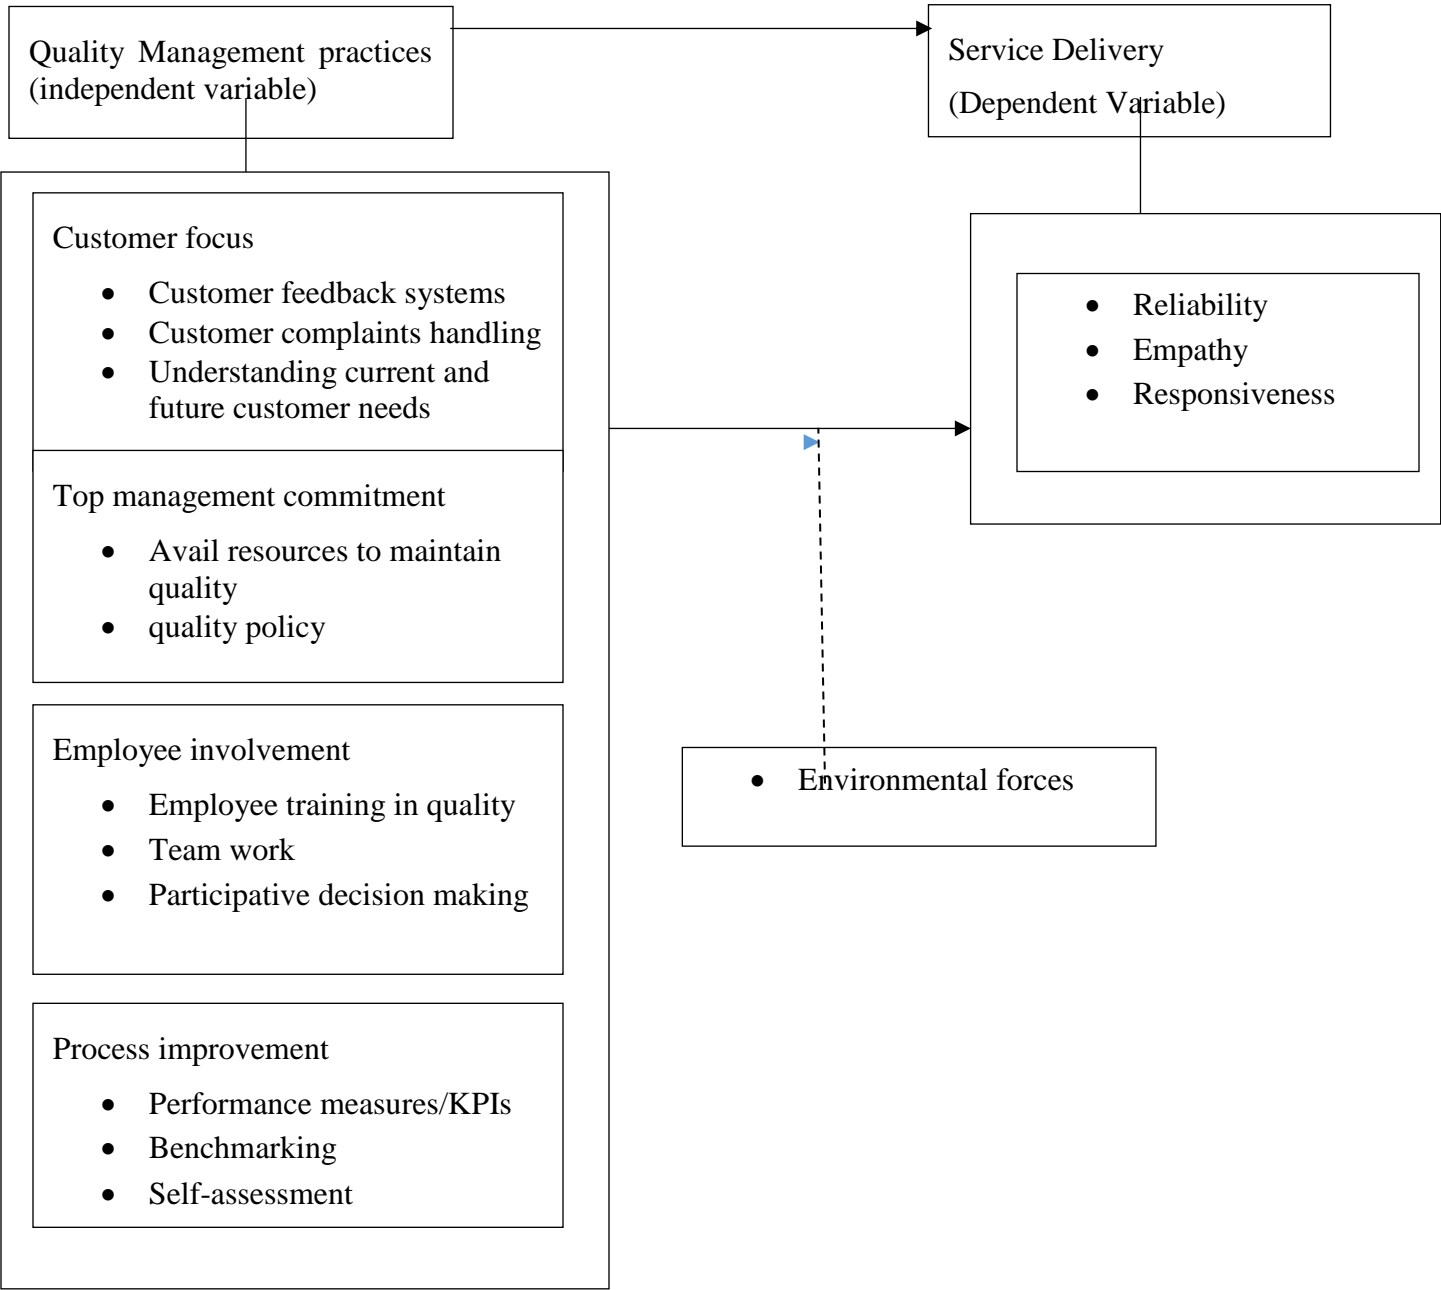 Quality Management practices
(independent variable)
Service Delivery
(Dependent Variable)
Customer focus
• Customer feedback systems
• Customer complaints handling
• Understanding current and
future customer needs
Top management commitment
• Avail resources to maintain
quality
• quality policy
Employee involvement
• Employee training in quality
• Team work
• Participative decision making
Process improvement
• Performance measures/KPIs
• Benchmarking
• Self-assessment
• Reliability
• Empathy
• Responsiveness
• Environmental forces